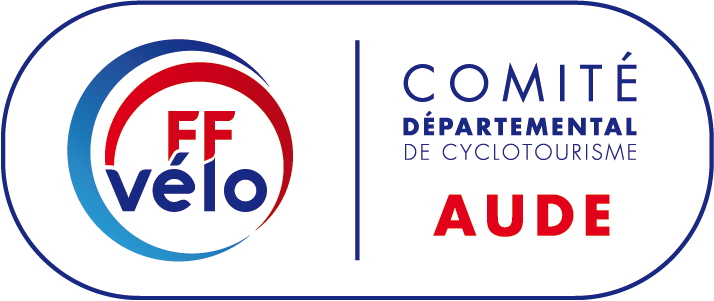 FF
vélo
COMITÉ
DÉPARTEMENTAL
DE CYCLOTOURISME
AUDE